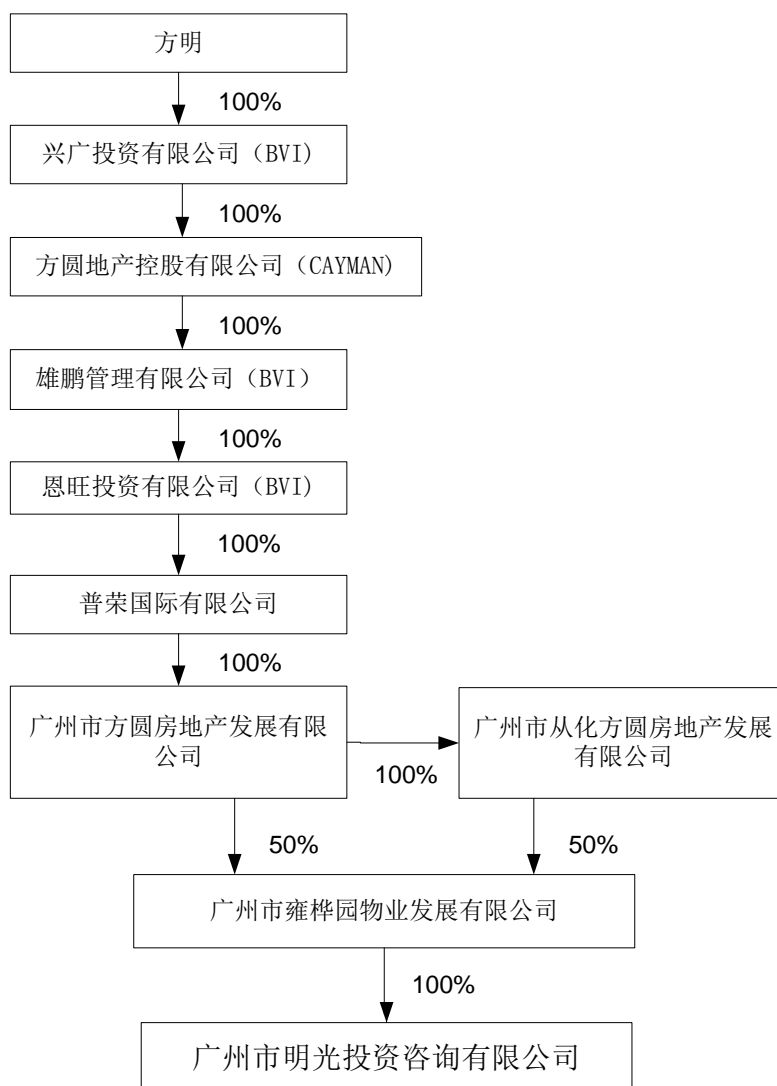 方明
100%
兴广投资有限公司（BVI)
100%
方圆地产控股有限公司（CAYMAN)
100%
雄鹏管理有限公司（BVI）
100%
恩旺投资有限公司（BVI)
100%
普荣国际有限公司
100%
广州市方圆房地产发展有限
公司
100%
广州市从化方圆房地产发展
有限公司
50%
50%
广州市雍桦园物业发展有限公司
100%
广州市明光投资咨询有限公司